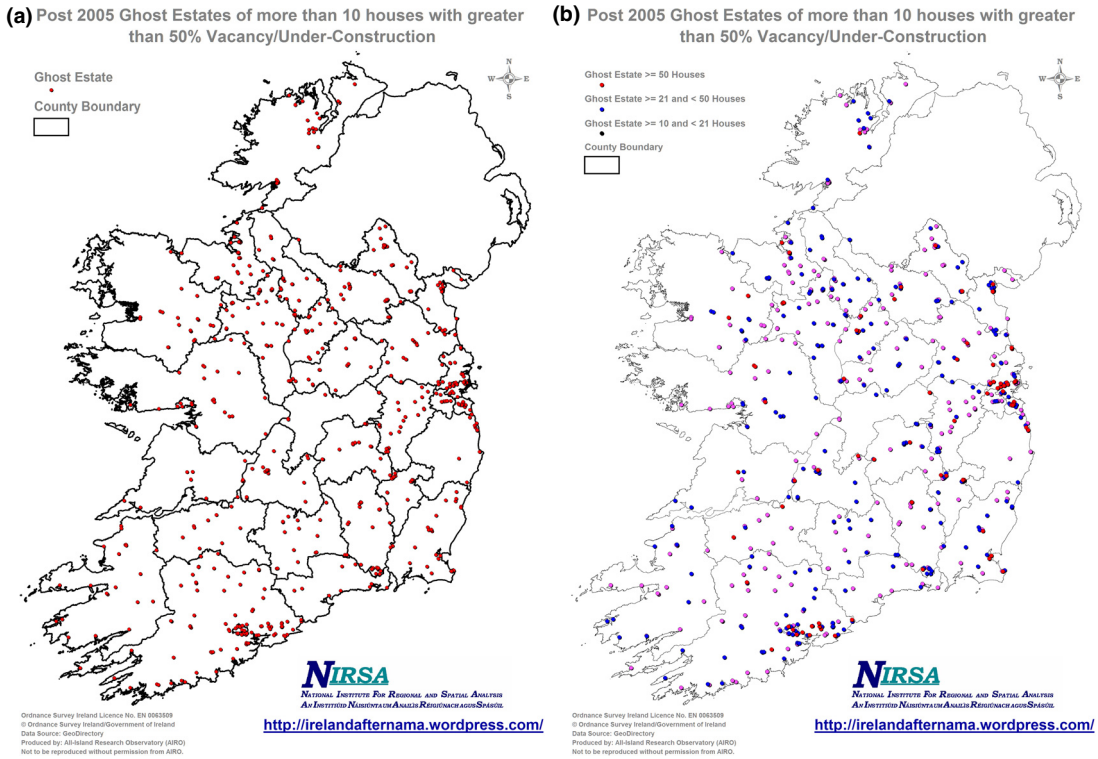 (a) Post 2005 Ghost Estates of more than 10 houses with greater
than 50% Vacancy/Under-Construction
Ghost Estate
County Boundary
N
W E
S
NIRSA
NATIONAL INSTITUTE FOR REGIONAL AND SPATIAL ANALYSIS
AN INSTITIÚID NÁISIÚNTA UM ANAILÍS RÉIGIÚNACH AGUS SPÁSÚIL
http://irelandafternama.wordpress.com/
Ordnance Survey Ireland Licence No. EN 0063509
© Ordnance Survey Ireland/Government of Ireland
Data Source: GeoDirectory
Produced by: All-Island Research Observatory (AIRO)
Not to be reproduced without permission from AIRO.
(b) Post 2005 Ghost Estates of more than 10 houses with greater
than 50% Vacancy/Under-Construction
Ghost Estate >= 50 Houses
Ghost Estate >= 21 and < 50 Houses
Ghost Estate >= 10 and < 21 Houses
County Boundary
N
W E
S
NIRSA
NATIONAL INSTITUTE FOR REGIONAL AND SPATIAL ANALYSIS
AN INSTITIÚID NÁISIÚNTA UM ANAILÍS RÉIGIÚNACH AGUS SPÁSÚIL
http://irelandafternama.wordpress.com/
Ordnance Survey Ireland Licence No. EN 0063509
© Ordnance Survey Ireland/Government of Ireland
Data Source: GeoDirectory
Produced by: All-Island Research Observatory (AIRO)
Not to be reproduced without permission from AIRO.